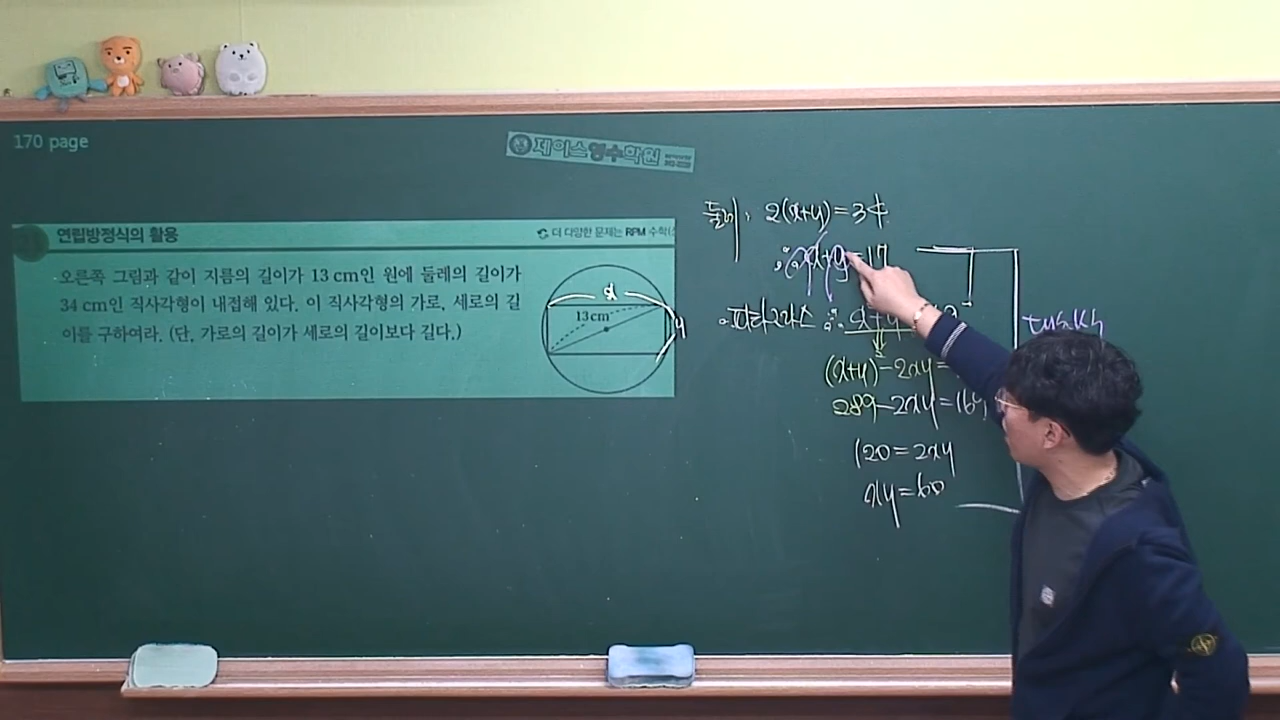 170 page
제이스영수학원
연립방정식의 활용
더 다양한 문제는 RPM 수학
오른쪽 그림과 같이 지름의 길이가 13 cm인 원에 둘레의 길이가
34 cm인 직사각형이 내접해 있다. 이 직사각형의 가로, 세로의 길
이를 구하여라. (단, 가로의 길이가 세로의 길이보다 길다.)
x
13cm
y
둘레: 2(x+y)=34
∴ x+y=17
피타고라스
(x+y)²-2xy=
289-2xy=169
120=2xy
xy=60